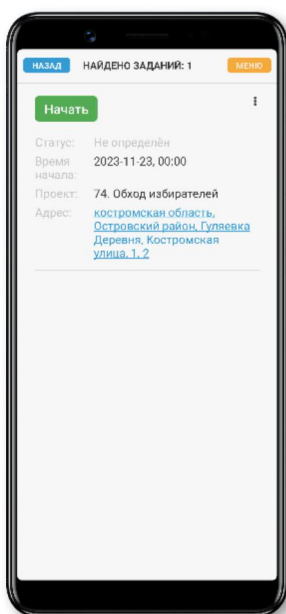 НАЗАД НАЙДЕНО ЗАДАНИЙ: 1 МЕНЮ
Начать
Статус: Не определён
Время начала: 2023-11-23, 00:00
Проект: 74. Обход избирателей
Адрес: костромская область,
Островский район, Гуляевка
Деревня, Костромская
улица, 1, 2